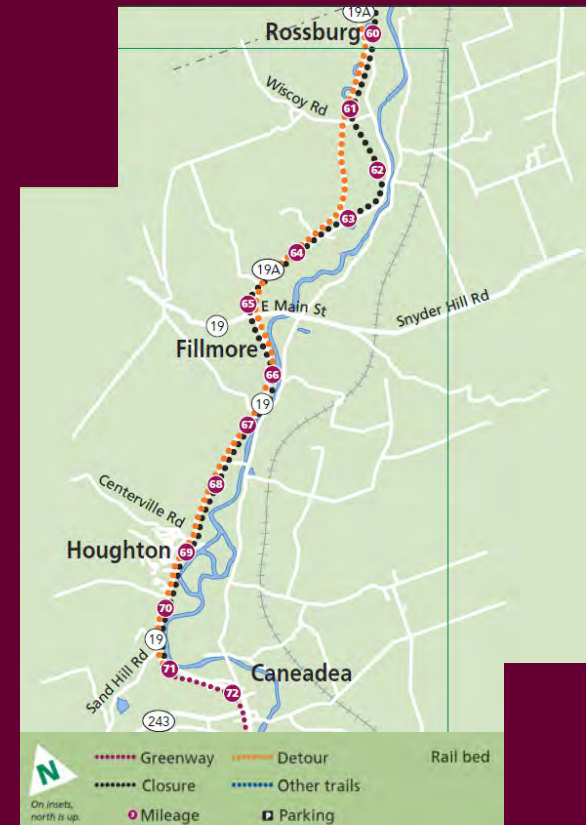 19A
Rossburg
60
Wiscoy Rd
61
62
63
64
19A
65
E Main St
Snyder Hill Rd
19
Fillmore
66
19
67
68
Centerville Rd
Houghton
69
70
19
Sand Hill Rd
71
Caneadea
72
243
N
On insets,
north is up.
Greenway
Detour
Rail bed
Closure
Other trails
3 Mileage
P Parking